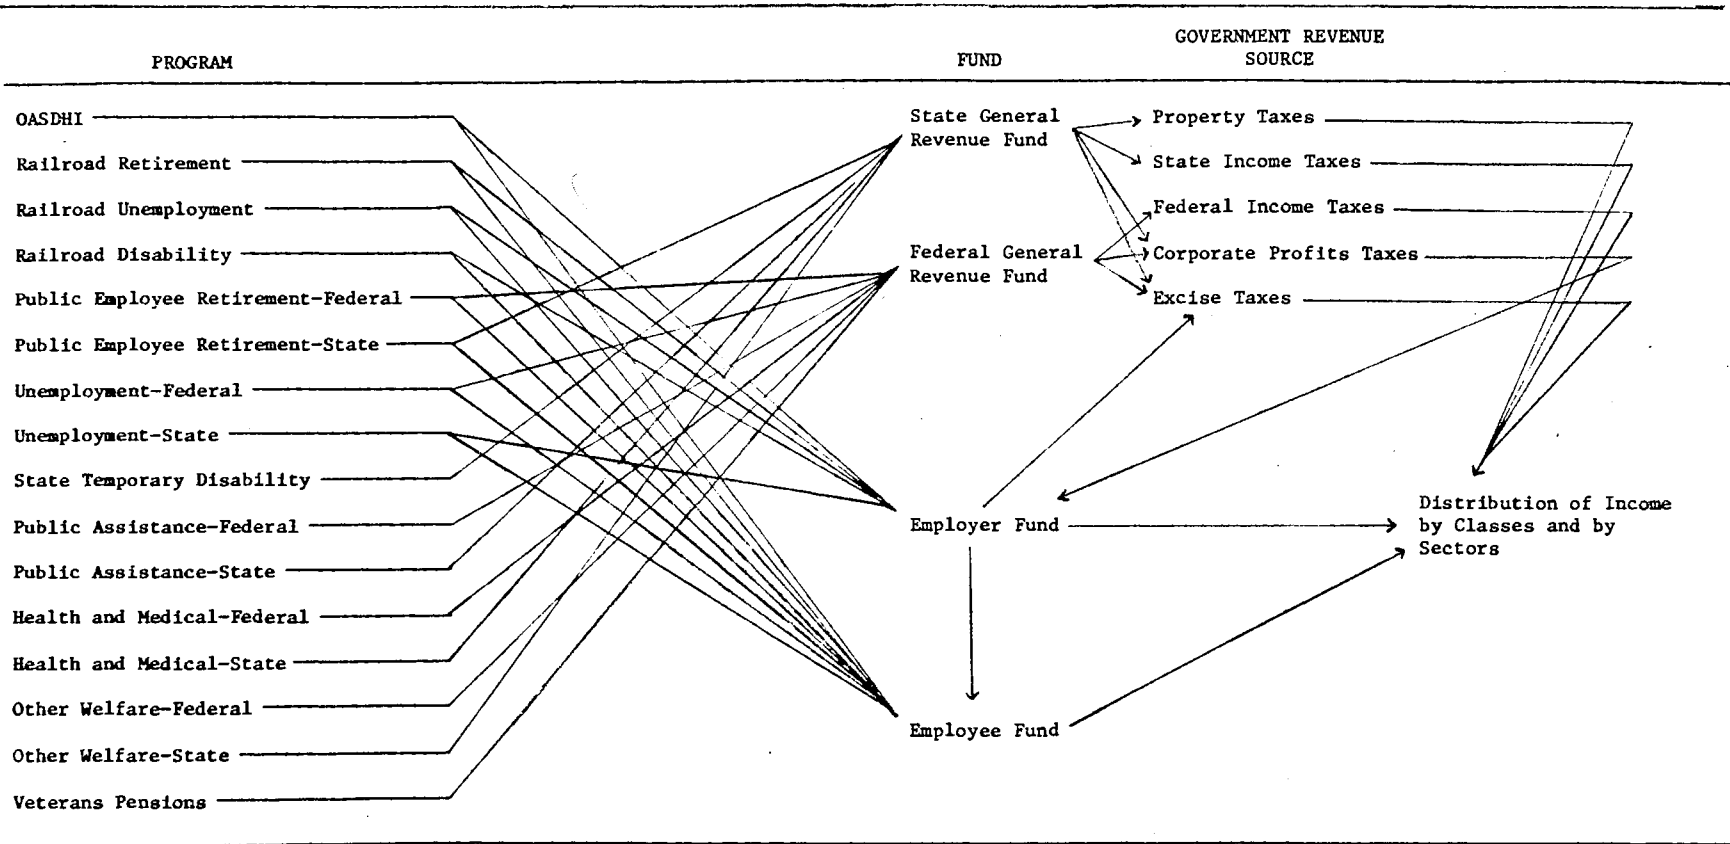 PROGRAM
FUND
GOVERNMENT REVENUE
SOURCE
OASDHI
Railroad Retirement
Railroad Unemployment
Railroad Disability
Public Employee Retirement-Federal
Public Employee Retirement-State
Unemployment-Federal
Unemployment-State
State Temporary Disability
Public Assistance-Federal
Public Assistance-State
Health and Medical-Federal
Health and Medical-State
Other Welfare-Federal
Other Welfare-State
Veterans Pensions
State General
Revenue Fund
Federal General
Revenue Fund
Employer Fund
Employee Fund
Property Taxes
State Income Taxes
Federal Income Taxes
Corporate Profits Taxes
Excise Taxes
Distribution of Income
by Classes and by
Sectors